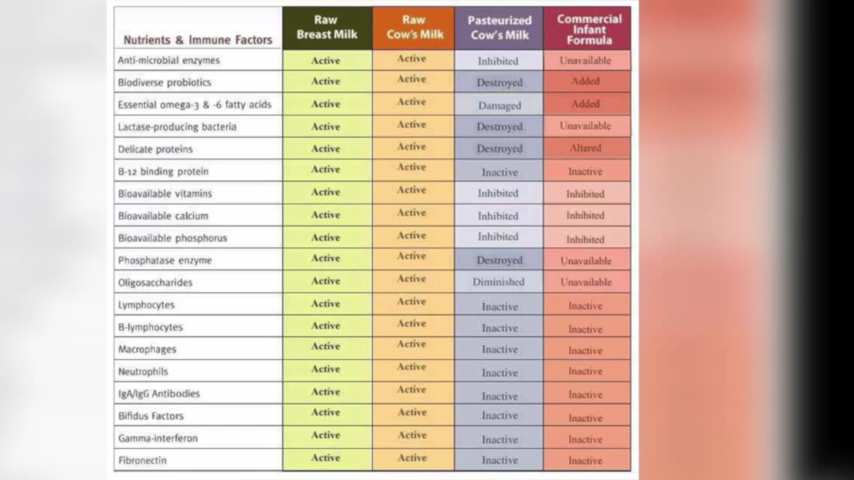 Nutrients & Immune Factors Raw Breast Milk Raw Cow's Milk Pasteurized Cow's Milk Commercial Infant Formula
Anti-microbial enzymes Active Active Inhibited Unavailable
Biodiverse probiotics Active Active Destroyed Added
Essential omega-3 & -6 fatty acids Active Active Damaged Added
Lactase-producing bacteria Active Active Destroyed Unavailable
Delicate proteins Active Active Destroyed Altered
B-12 binding protein Active Active Inactive Inactive
Bioavailable vitamins Active Active Inhibited Inhibited
Bioavailable calcium Active Active Inhibited Inhibited
Bioavailable phosphorus Active Active Inhibited Inhibited
Phosphatase enzyme Active Active Destroyed Unavailable
Oligosaccharides Active Active Diminished Unavailable
Lymphocytes Active Active Inactive Inactive
B-lymphocytes Active Active Inactive Inactive
Macrophages Active Active Inactive Inactive
Neutrophils Active Active Inactive Inactive
IgA/IgG Antibodies Active Active Inactive Inactive
Bifidus Factors Active Active Inactive Inactive
Gamma-interferon Active Active Inactive Inactive
Fibronectin Active Active Inactive Inactive